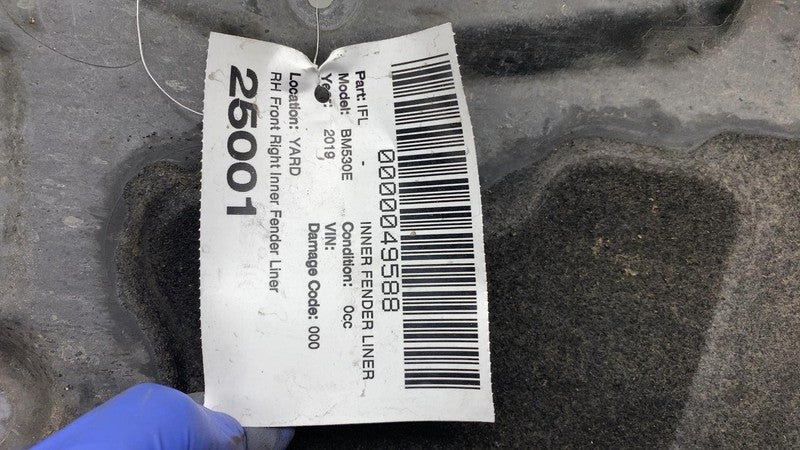 0000049588
Part: IFL - INNER FENDER LINER
Model: BM530E Condition: 0cc
Year: 2019 VIN:
Location: YARD Damage Code: 000
RH Front Right Inner Fender Liner
25001